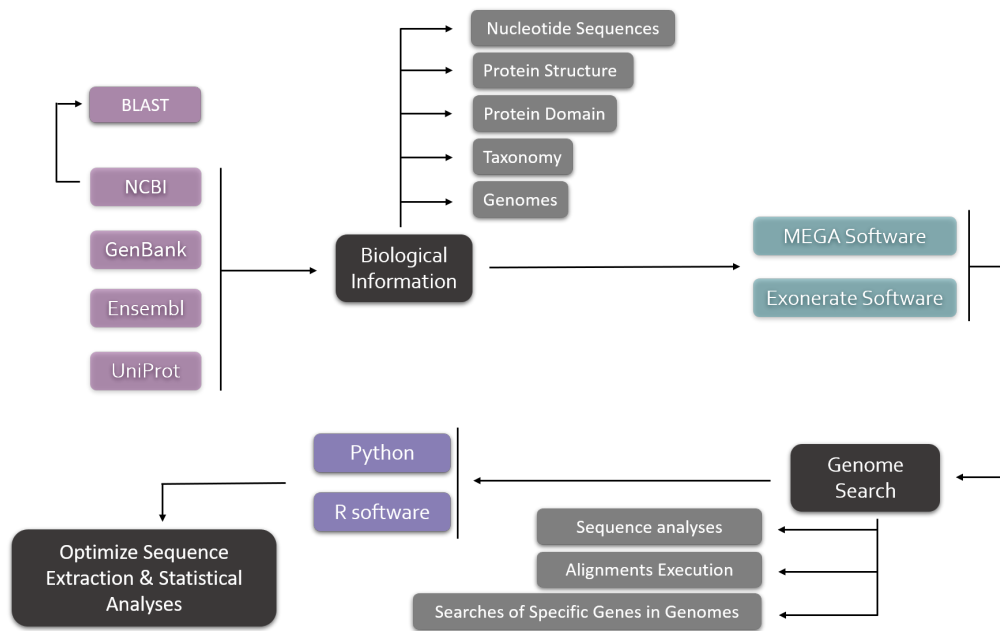 Nucleotide Sequences
Protein Structure
Protein Domain
Taxonomy
Genomes
BLAST
NCBI
GenBank
Ensembl
UniProt
Biological
Information
MEGA Software
Exonerate Software
Genome
Search
Sequence analyses
Alignments Execution
Searches of Specific Genes in Genomes
Python
R software
Optimize Sequence
Extraction & Statistical
Analyses